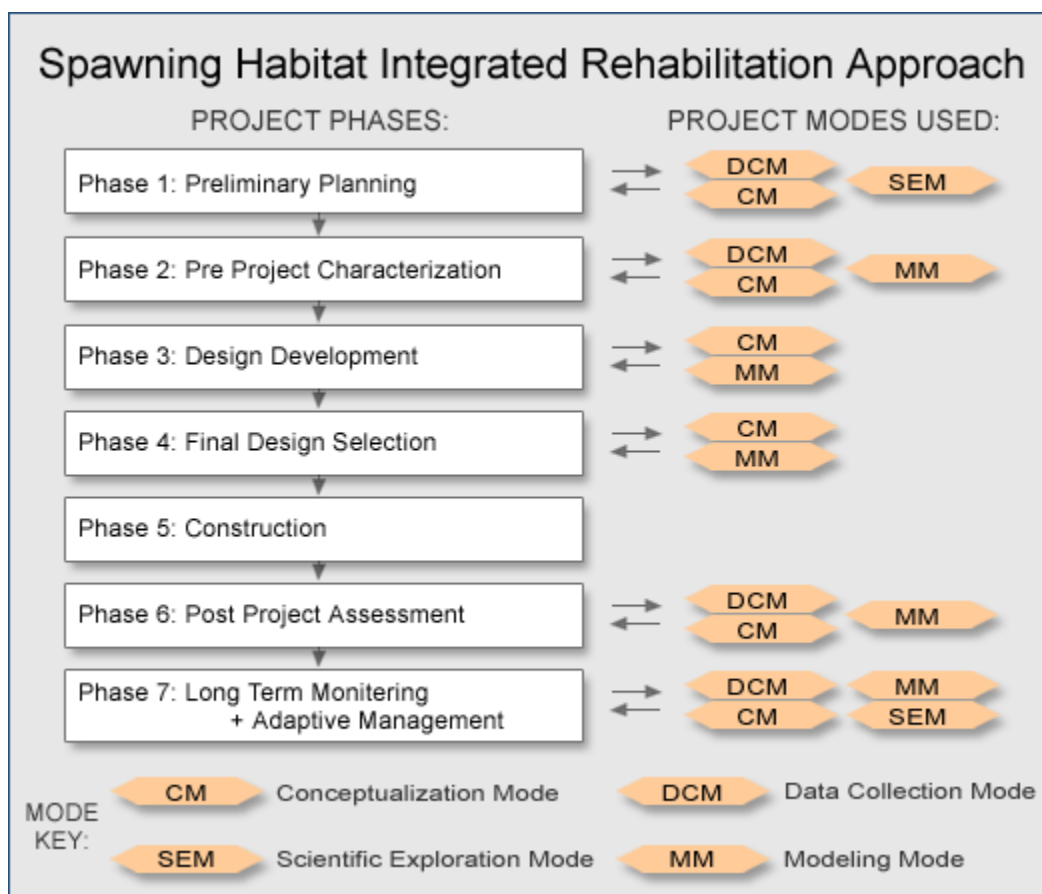 Spawning Habitat Integrated Rehabilitation Approach
PROJECT PHASES:
PROJECT MODES USED:
Phase 1: Preliminary Planning
DCM
CM
SEM
Phase 2: Pre Project Characterization
DCM
CM
MM
Phase 3: Design Development
CM
MM
Phase 4: Final Design Selection
CM
MM
Phase 5: Construction
Phase 6: Post Project Assessment
DCM
CM
MM
Phase 7: Long Term Monitering
+ Adaptive Management
DCM
MM
CM
SEM
MODE
KEY:
CM
Conceptualization Mode
DCM
Data Collection Mode
SEM
Scientific Exploration Mode
MM
Modeling Mode